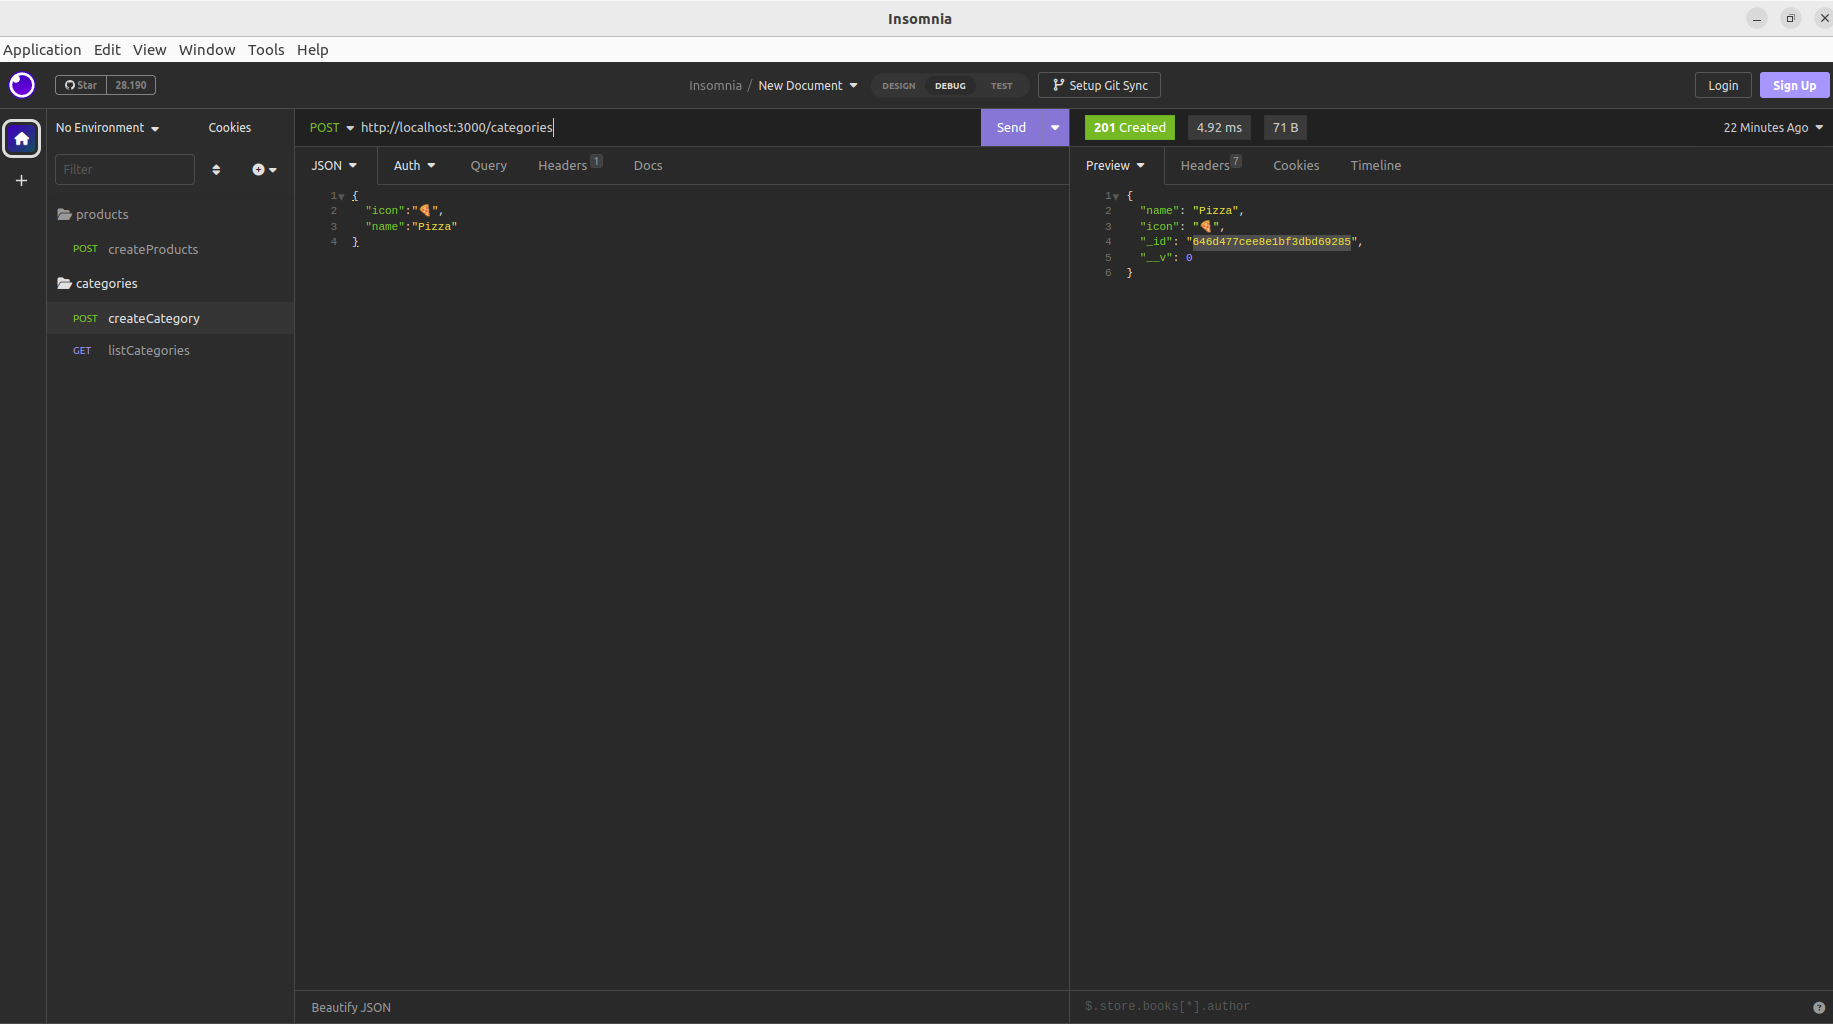 Insomnia
Application Edit View Window Tools Help
Star 28.190
Insomnia / New Document DESIGN DEBUG TEST Setup Git Sync
Login Sign Up
No Environment Cookies
Filter
products
POST createProducts
categories
POST createCategory
GET listCategories
POST http://localhost:3000/categories Send
JSON Auth Query Headers 1 Docs
1 {
2 "icon":"🍕",
3 "name":"Pizza"
4 }
Beautify JSON
201 Created 4.92 ms 71 B 22 Minutes Ago
Preview Headers 7 Cookies Timeline
1 {
2 "name": "Pizza",
3 "icon": "🍕",
4 "_id": "646d477cee8e1bf3dbd69285",
5 "__v": 0
6 }
$.store.books[*].author
?